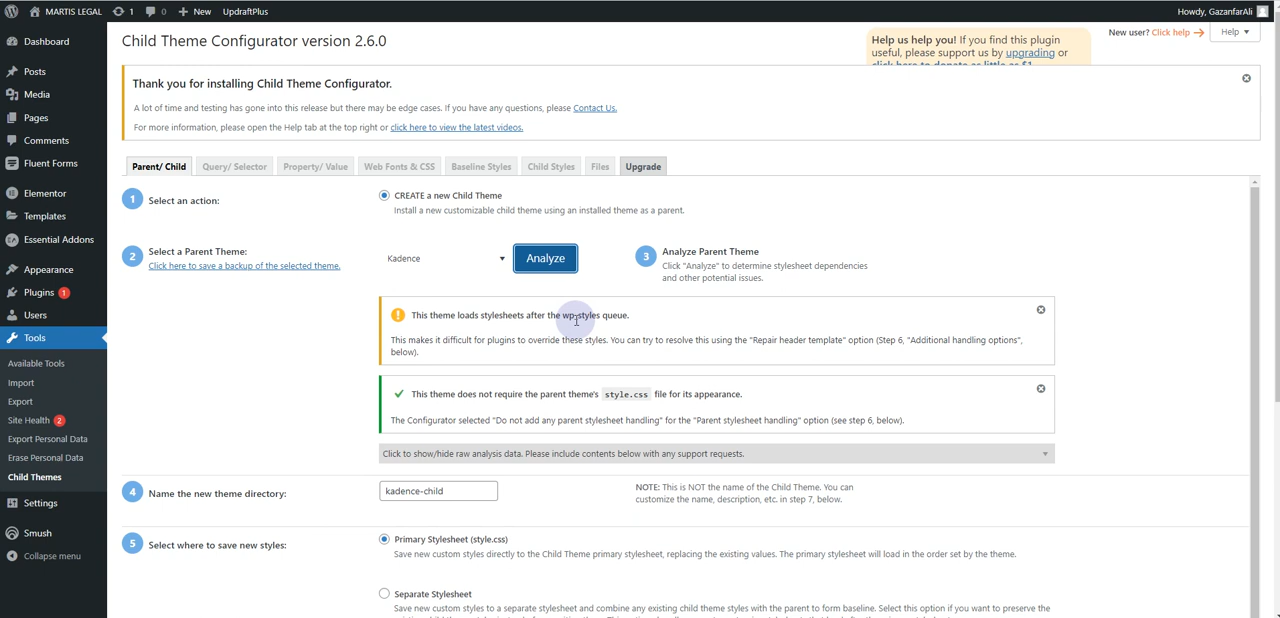 MARTIS LEGAL 1 0 New UpdraftPlus Howdy, GazanfarAli
Dashboard
Posts
Media
Pages
Comments
Fluent Forms
Elementor
Templates
Essential Addons
Appearance
Plugins 1
Users
Tools
Available Tools
Import
Export
Site Health 2
Export Personal Data
Erase Personal Data
Child Themes
Settings
Smush
Collapse menu
Child Theme Configurator version 2.6.0
Help us help you! If you find this plugin
useful, please support us by upgrading or
click here to donate as little as $1
New user? Click help → Help ▼
Thank you for installing Child Theme Configurator.
A lot of time and testing has gone into this release but there may be edge cases. If you have any questions, please Contact Us.
For more information, please open the Help tab at the top right or click here to view the latest videos.
Parent/ Child Query/ Selector Property/ Value Web Fonts & CSS Baseline Styles Child Styles Files Upgrade
1 Select an action:
CREATE a new Child Theme
Install a new customizable child theme using an installed theme as a parent.
2 Select a Parent Theme:
Click here to save a backup of the selected theme.
Kadence
Analyze
3 Analyze Parent Theme
Click "Analyze" to determine stylesheet dependencies
and other potential issues.
This theme loads stylesheets after the wp-styles queue.
This makes it difficult for plugins to override these styles. You can try to resolve this using the "Repair header template" option (Step 6, "Additional handling options",
below).
This theme does not require the parent theme's style.css file for its appearance.
The Configurator selected "Do not add any parent stylesheet handling" for the "Parent stylesheet handling" option (see step 6, below).
Click to show/hide raw analysis data. Please include contents below with any support requests.
4 Name the new theme directory:
kadence-child
NOTE: This is NOT the name of the Child Theme. You can
customize the name, description, etc. in step 7, below.
5 Select where to save new styles:
Primary Stylesheet (style.css)
Save new custom styles directly to the Child Theme primary stylesheet, replacing the existing values. The primary stylesheet will load in the order set by the theme.
Separate Stylesheet
Save new custom styles to a separate stylesheet and combine any existing child theme styles with the parent to form baseline. Select this option if you want to preserve the